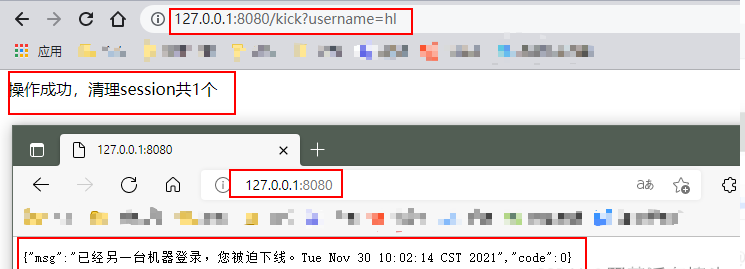 127.0.0.1:8080/kick?username=hl
应用
操作成功，清理session共1个
127.0.0.1:8080
127.0.0.1:8080
aあ
{"msg":"已经另一台机器登录，您被迫下线。Tue Nov 30 10:02:14 CST 2021","code":0}